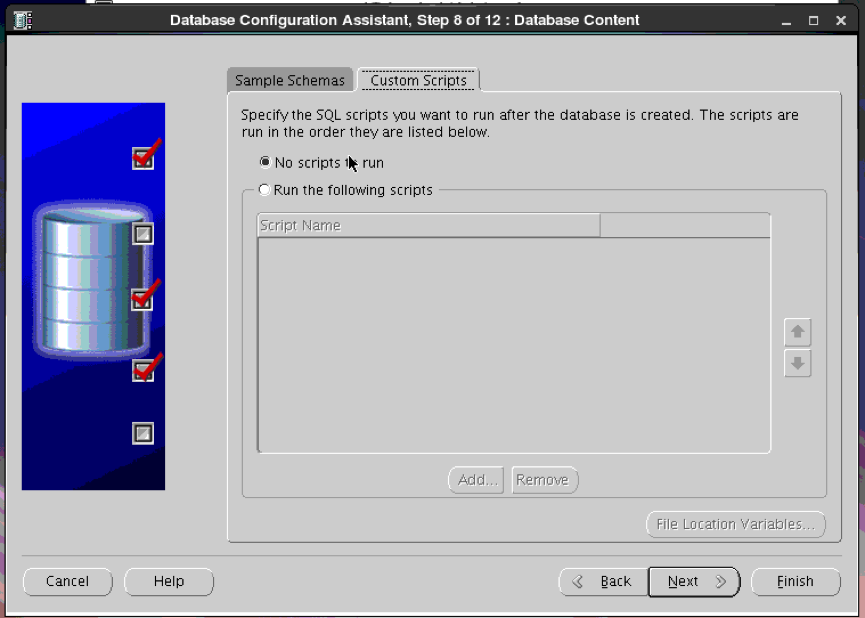 Database Configuration Assistant, Step 8 of 12 : Database Content
Sample Schemas
Custom Scripts
Specify the SQL scripts you want to run after the database is created. The scripts are
run in the order they are listed below.
No scripts to run
Run the following scripts
Script Name
Add...
Remove
File Location Variables...
Cancel
Help
Back
Next
Finish